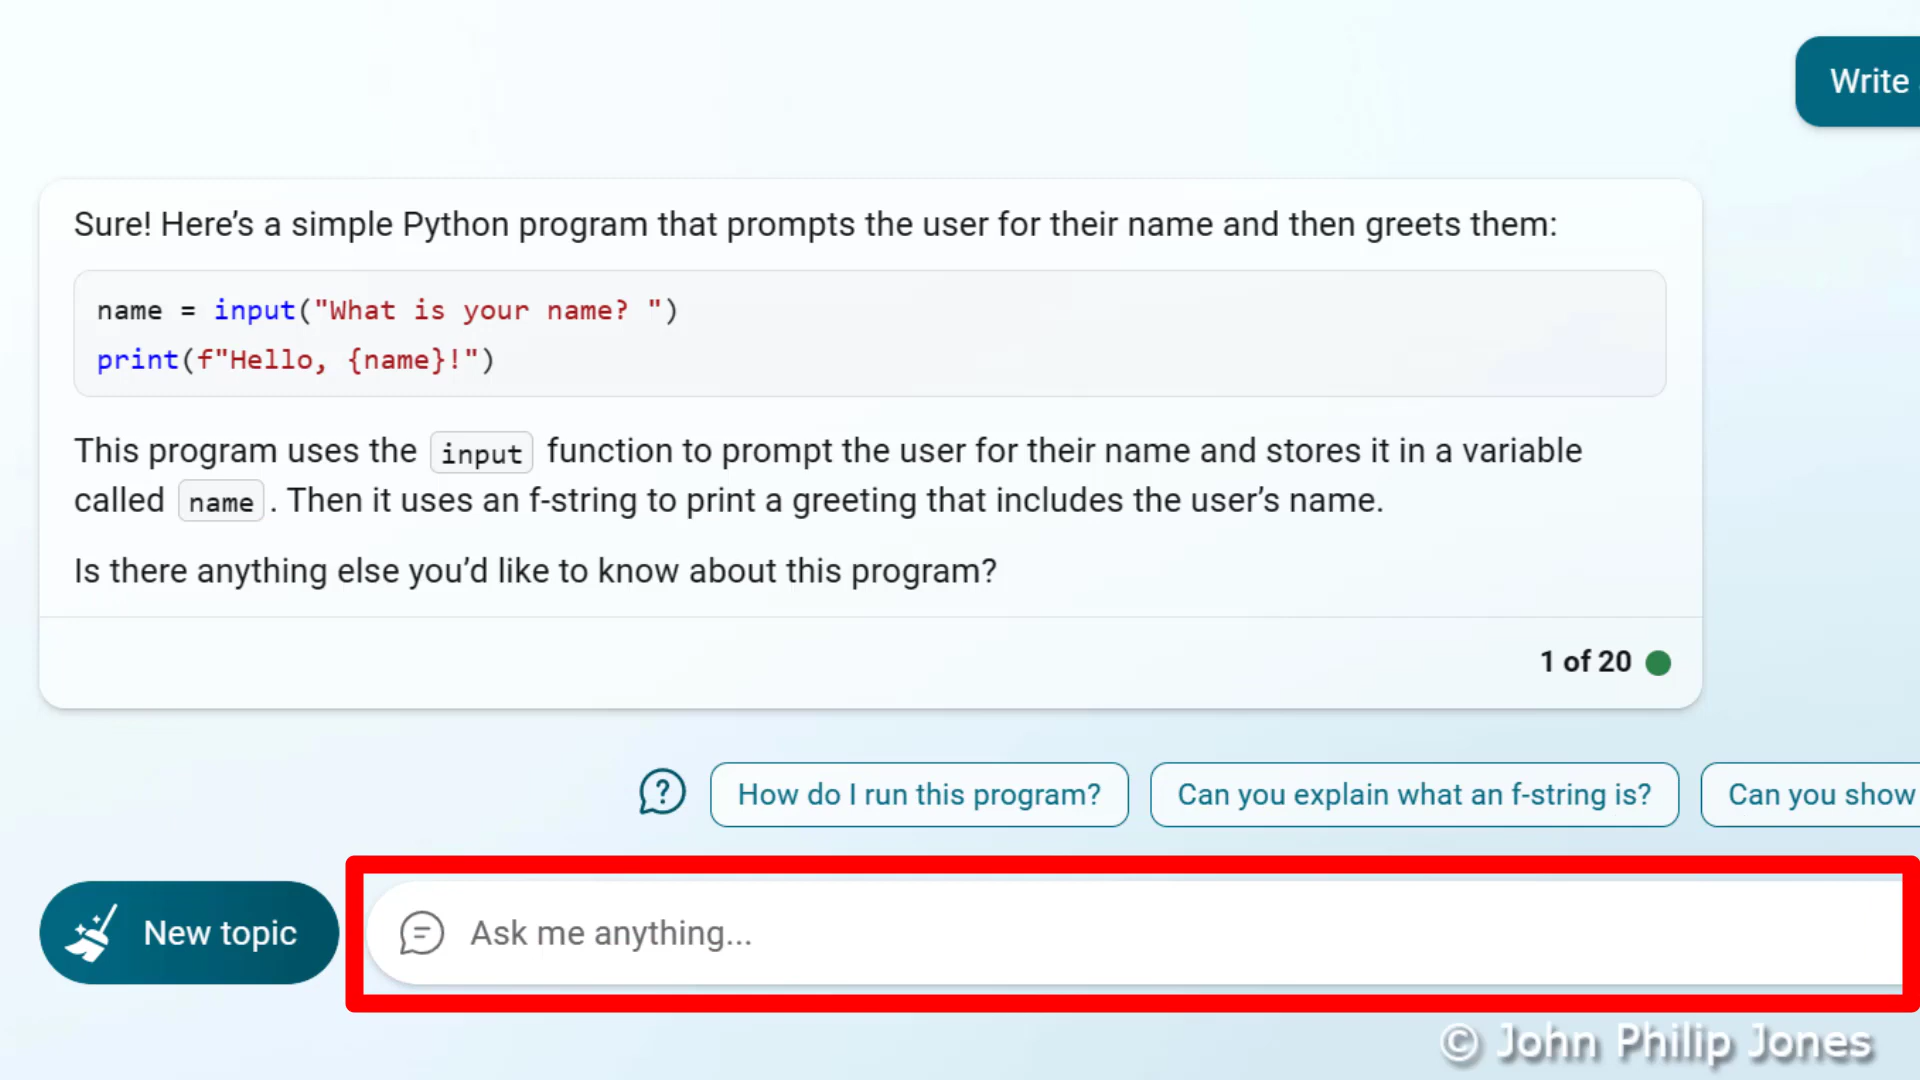 Write
Sure! Here’s a simple Python program that prompts the user for their name and then greets them:
name = input("What is your name? ")
print(f"Hello, {name}!")
This program uses the input function to prompt the user for their name and stores it in a variable
called name . Then it uses an f-string to print a greeting that includes the user’s name.
Is there anything else you’d like to know about this program?
1 of 20
How do I run this program? Can you explain what an f-string is? Can you show
New topic Ask me anything...
© John Philip Jones